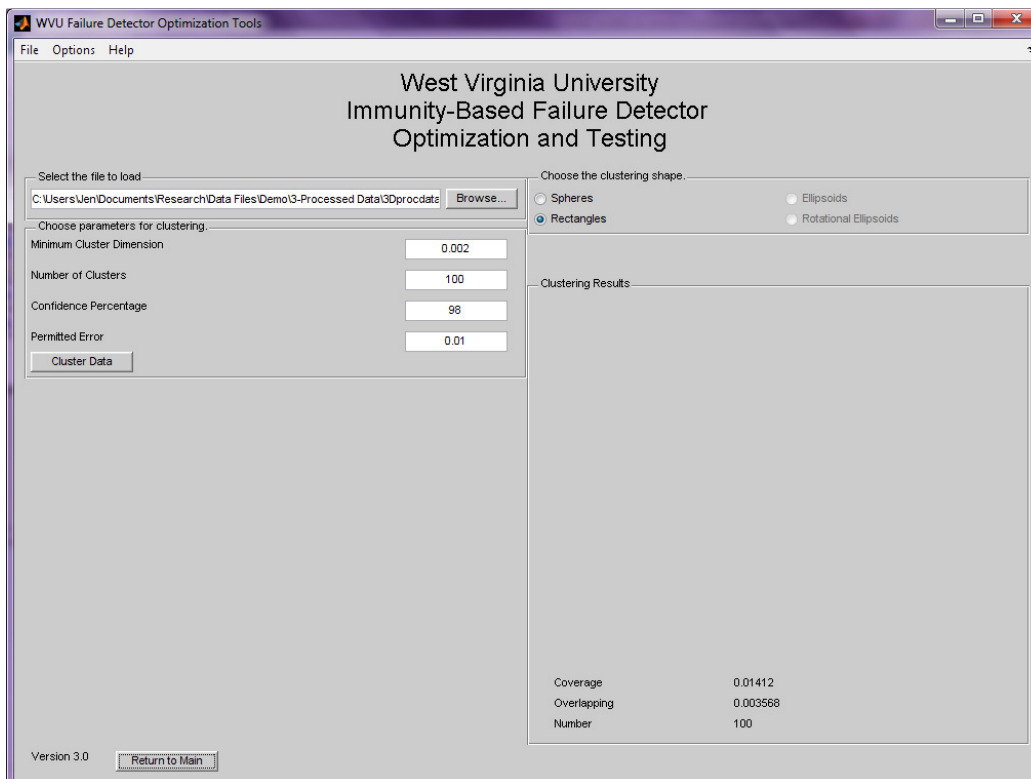 WVU Failure Detector Optimization Tools
File Options Help
West Virginia University
Immunity-Based Failure Detector
Optimization and Testing
Select the file to load
C:\Users\Jen\Documents\Research\Data Files\Demo\3-Processed Data\3Dprocdata
Browse...
Choose the clustering shape.
Spheres
Ellipsoids
Rectangles
Rotational Ellipsoids
Choose parameters for clustering.
Minimum Cluster Dimension 0.002
Number of Clusters 100
Confidence Percentage 98
Permitted Error 0.01
Cluster Data
Clustering Results
Coverage 0.01412
Overlapping 0.003568
Number 100
Version 3.0 Return to Main